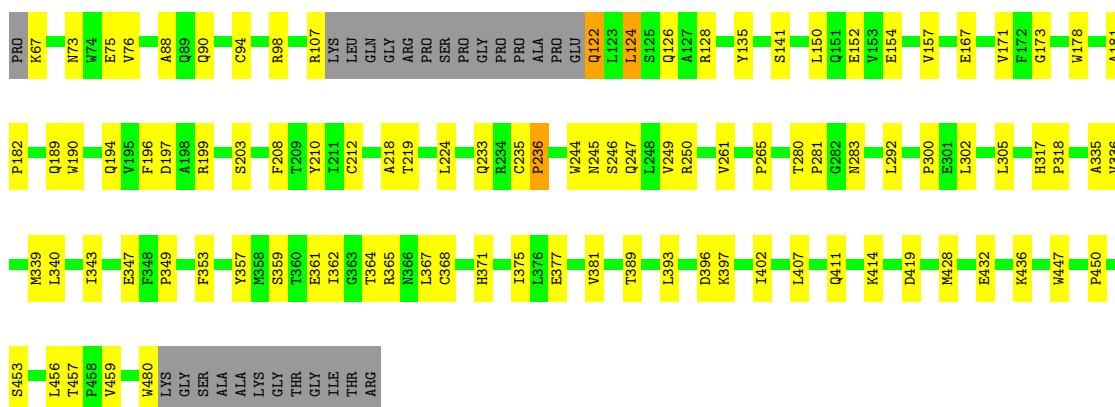 PRO K67 N73 W74 E75 V76 A88 Q89 Q90 C94 R98 R107 LYS LEU GLN GLY ARG PRO SER PRO GLY PRO PRO ALA PRO GLU Q122 L123 L124 S125 Q126 A127 R128 Y135 S141 L150 Q151 E152 V153 E154 V157 E167 V171 F172 G173 W178 A181
P182 Q189 W190 Q194 V195 F196 D197 A198 R199 S203 F208 T209 Y210 I211 C212 A218 T219 L224 Q233 R234 C235 P236 W244 N245 S246 Q247 L248 V249 R250 V261 P265 T280 P281 G282 N283 L292 P300 E301 L302 L305 H317 P318 A335
M339 L340 I343 E347 F348 P349 F353 Y357 M358 S359 T360 E361 I362 G363 T364 R365 N366 L367 C368 H371 I375 L376 E377 V381 T389 L393 D396 K397 I402 L407 Q411 K414 D419 M428 E432 K436 W447 P450
S453 L456 T457 P458 V459 W480 LYS GLY SER ALA ALA LYS GLY THR GLY ILE THR ARG